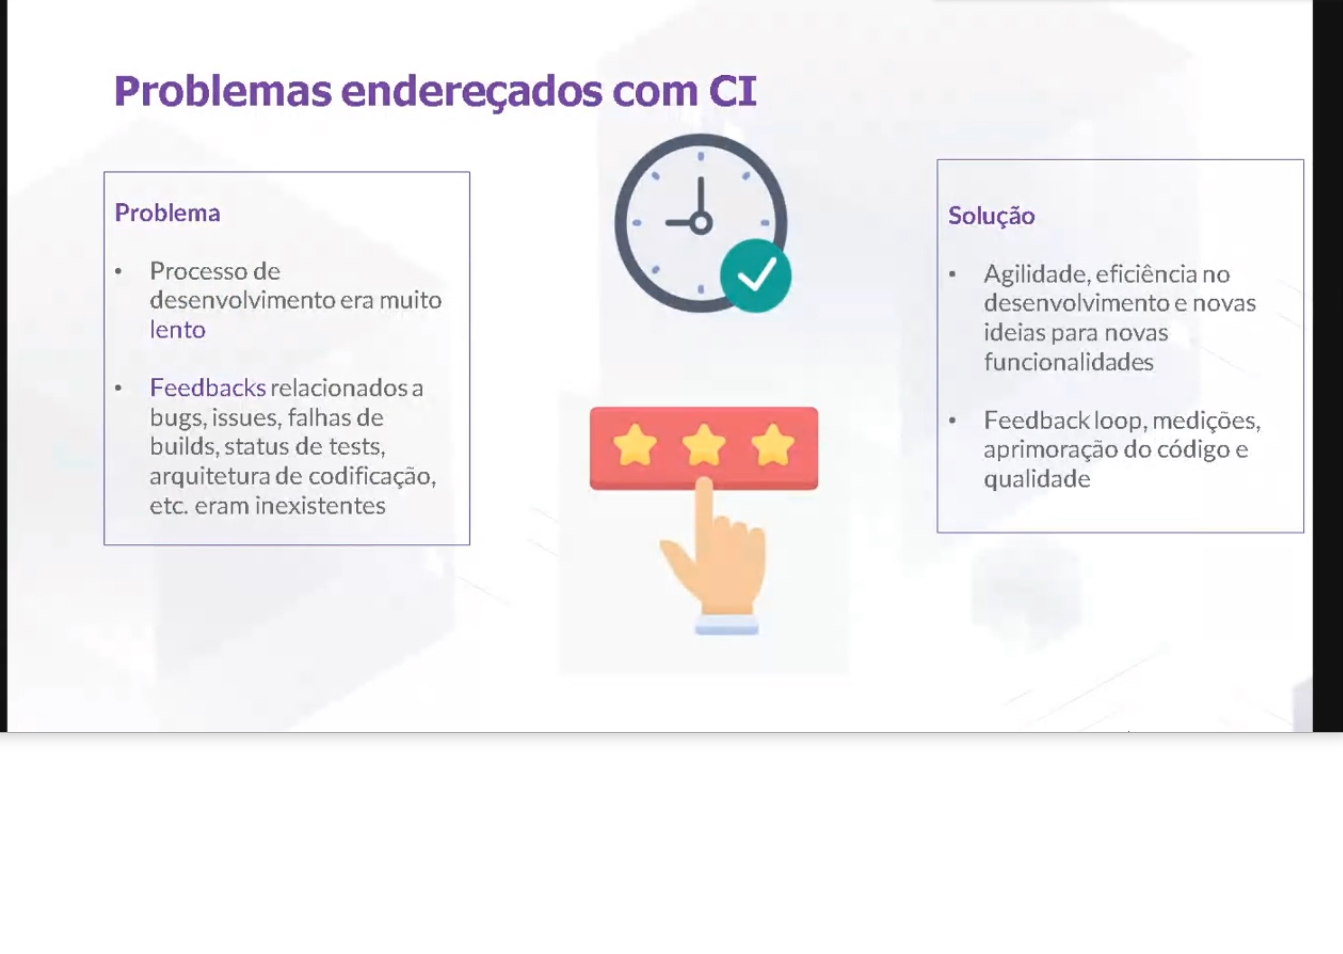 Problemas endereçados com CI
Problema
• Processo de
desenvolvimento era muito
lento
• Feedbacks relacionados a
bugs, issues, falhas de
builds, status de tests,
arquitetura de codificação,
etc. eram inexistentes
Solução
• Agilidade, eficiência no
desenvolvimento e novas
ideias para novas
funcionalidades
• Feedback loop, medições,
aprimoração do código e
qualidade